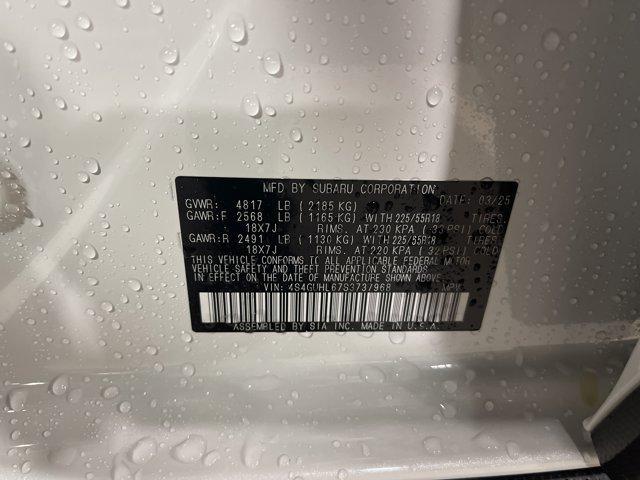 MFD BY SUBARU CORPORATION DATE: 03/25
GVWR: 4817 LB (2185 KG)
GAWR:F 2568 LB (1165 KG) WITH 225/55R18 TIRES.
18X7J RIMS. AT 230 KPA (33 PSI) COLD
GAWR:R 2491 LB (1130 KG) WITH 225/55R18 TIRES.
18X7J RIMS. AT 220 KPA (32 PSI) COLD
THIS VEHICLE CONFORMS TO ALL APPLICABLE FEDERAL MOTOR
VEHICLE SAFETY, BUMPER, AND THEFT PREVENTION STANDARDS
IN EFFECT ON THE DATE OF MANUFACTURE SHOWN ABOVE.
VIN: 4S4GUHL67S3737968 MPV
ASSEMBLED BY SIA INC. MADE IN U.S.A.